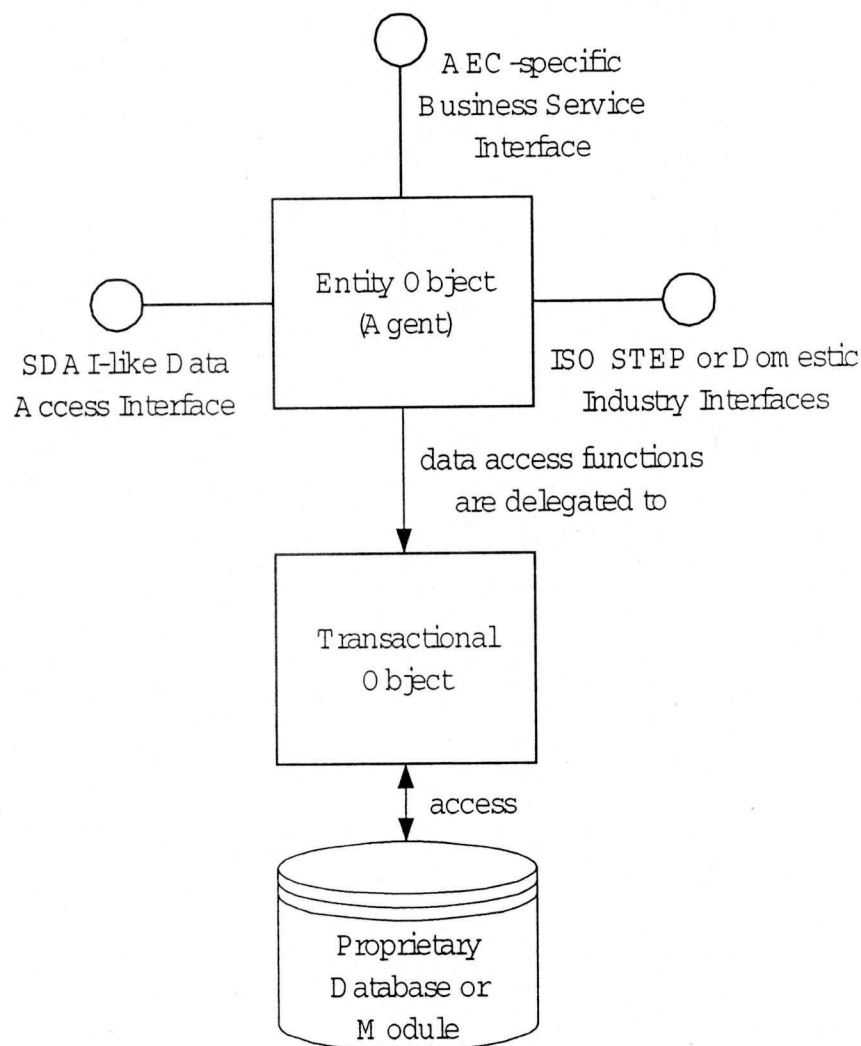 AEC-specific
Business Service
Interface
Entity Object
(Agent)
SDAI-like Data
Access Interface
ISO STEP or Domestic
Industry Interfaces
data access functions
are delegated to
Transactional
Object
access
Proprietary
Database or
Module